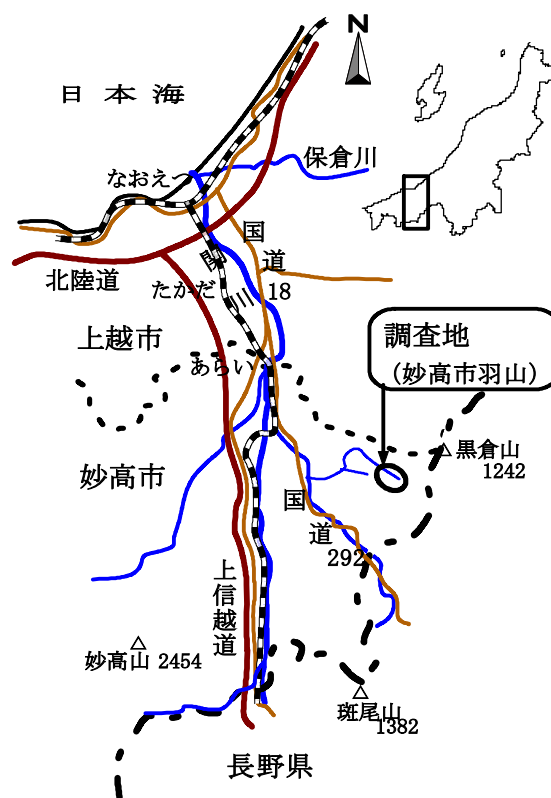 N
日本海
保倉川
なおえつ
国道
18
関川
北陸道
たかだ
上越市
あらい
調査地
(妙高市羽山)
黒倉山
1242
妙高市
国道
292
上信越道
妙高山 2454
斑尾山
1382
長野県